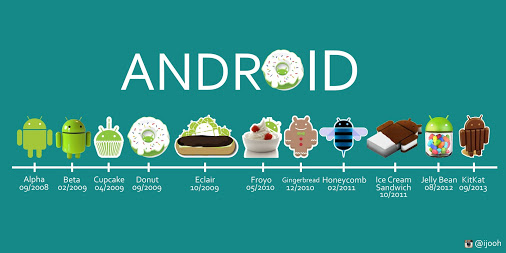 ANDROID
Alpha
09/2008
Beta
02/2009
Cupcake
04/2009
Donut
09/2009
Eclair
10/2009
Froyo
05/2010
Gingerbread
12/2010
Honeycomb
02/2011
Ice Cream
Sandwich
10/2011
Jelly Bean
08/2012
KitKat
09/2013
@ijooh